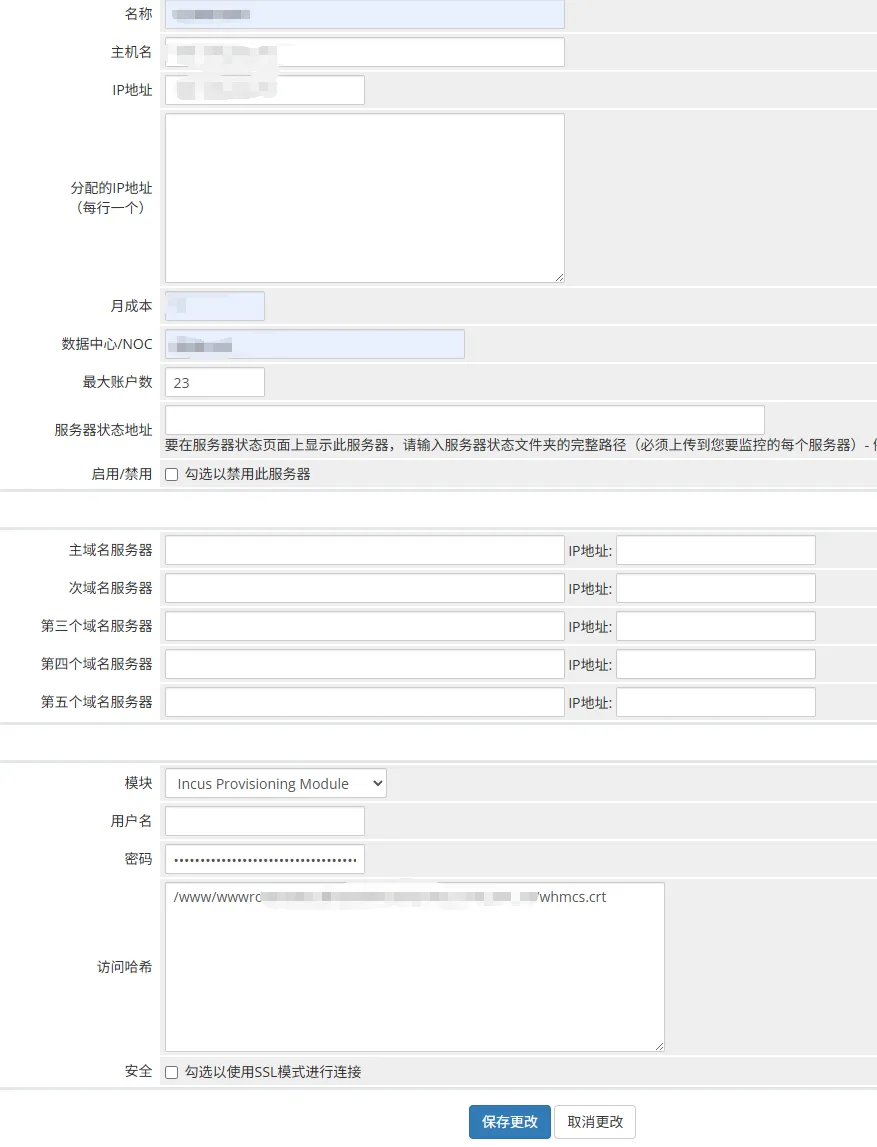 名称
主机名
IP地址
分配的IP地址
（每行一个）
月成本
数据中心/NOC
最大账户数 23
服务器状态地址
要在服务器状态页面上显示此服务器，请输入服务器状态文件夹的完整路径（必须上传到您要监控的每个服务器）-
启用/禁用 勾选以禁用此服务器
主域名服务器 IP地址:
次域名服务器 IP地址:
第三个域名服务器 IP地址:
第四个域名服务器 IP地址:
第五个域名服务器 IP地址:
模块 Incus Provisioning Module
用户名
密码 ••••••••••••••••••••••••••••••••••
访问哈希 /www/wwwro /whmcs.crt
安全 勾选以使用SSL模式进行连接
保存更改 取消更改